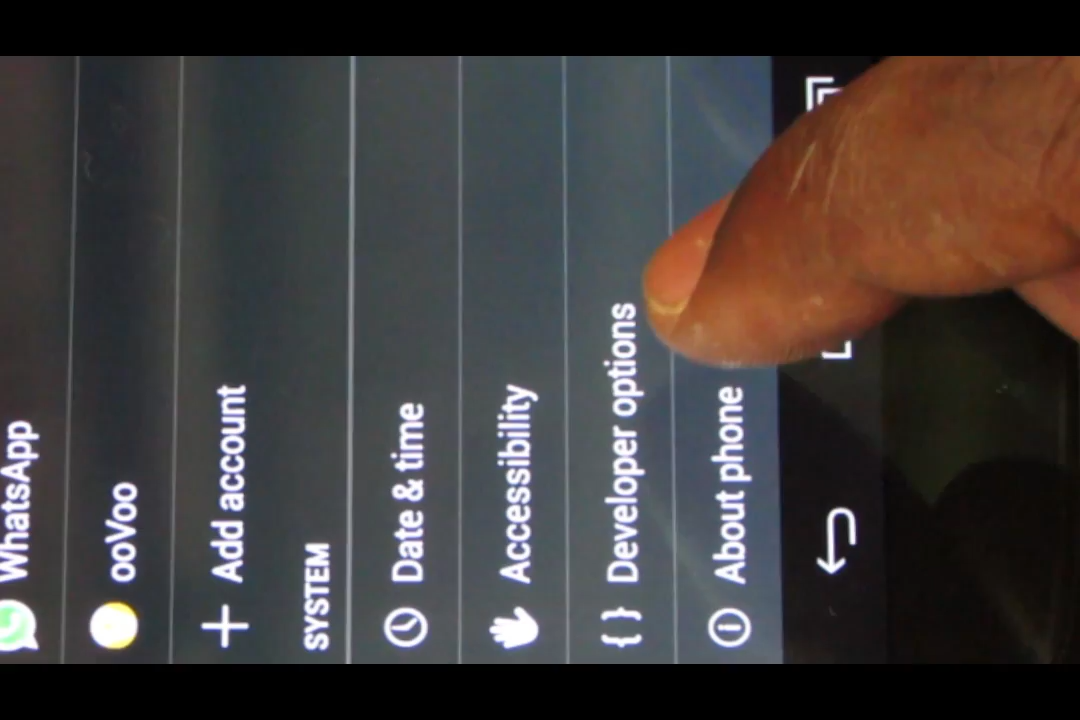 WhatsApp
ooVoo
Add account
SYSTEM
Date & time
Accessibility
{ } Developer options
About phone